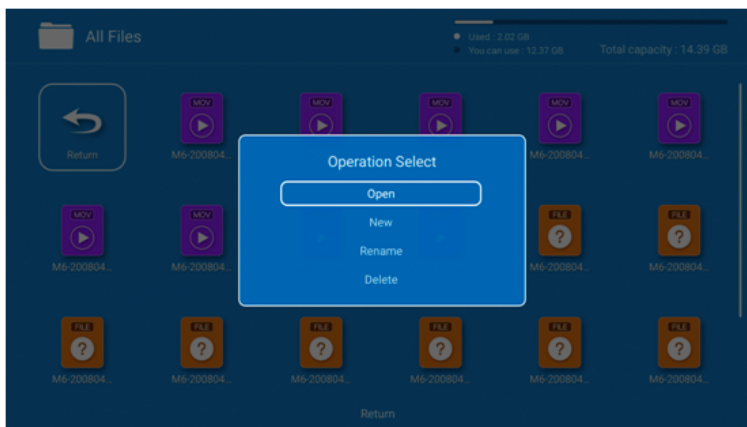 All Files
Used : 2.02 GB
You can use : 12.37 GB
Total capacity : 14.39 GB
MOV MOV MOV MOV MOV
Return M6-200804... M6-200804... M6-200804...
Operation Select
Open
New
Rename
Delete
MOV MOV FILE FILE
M6-200804... M6-200804... M6-200804... M6-200804...
FILE FILE FILE FILE FILE FILE
M6-200804... M6-200804... M6-200804... M6-200804... M6-200804... M6-200804...
Return